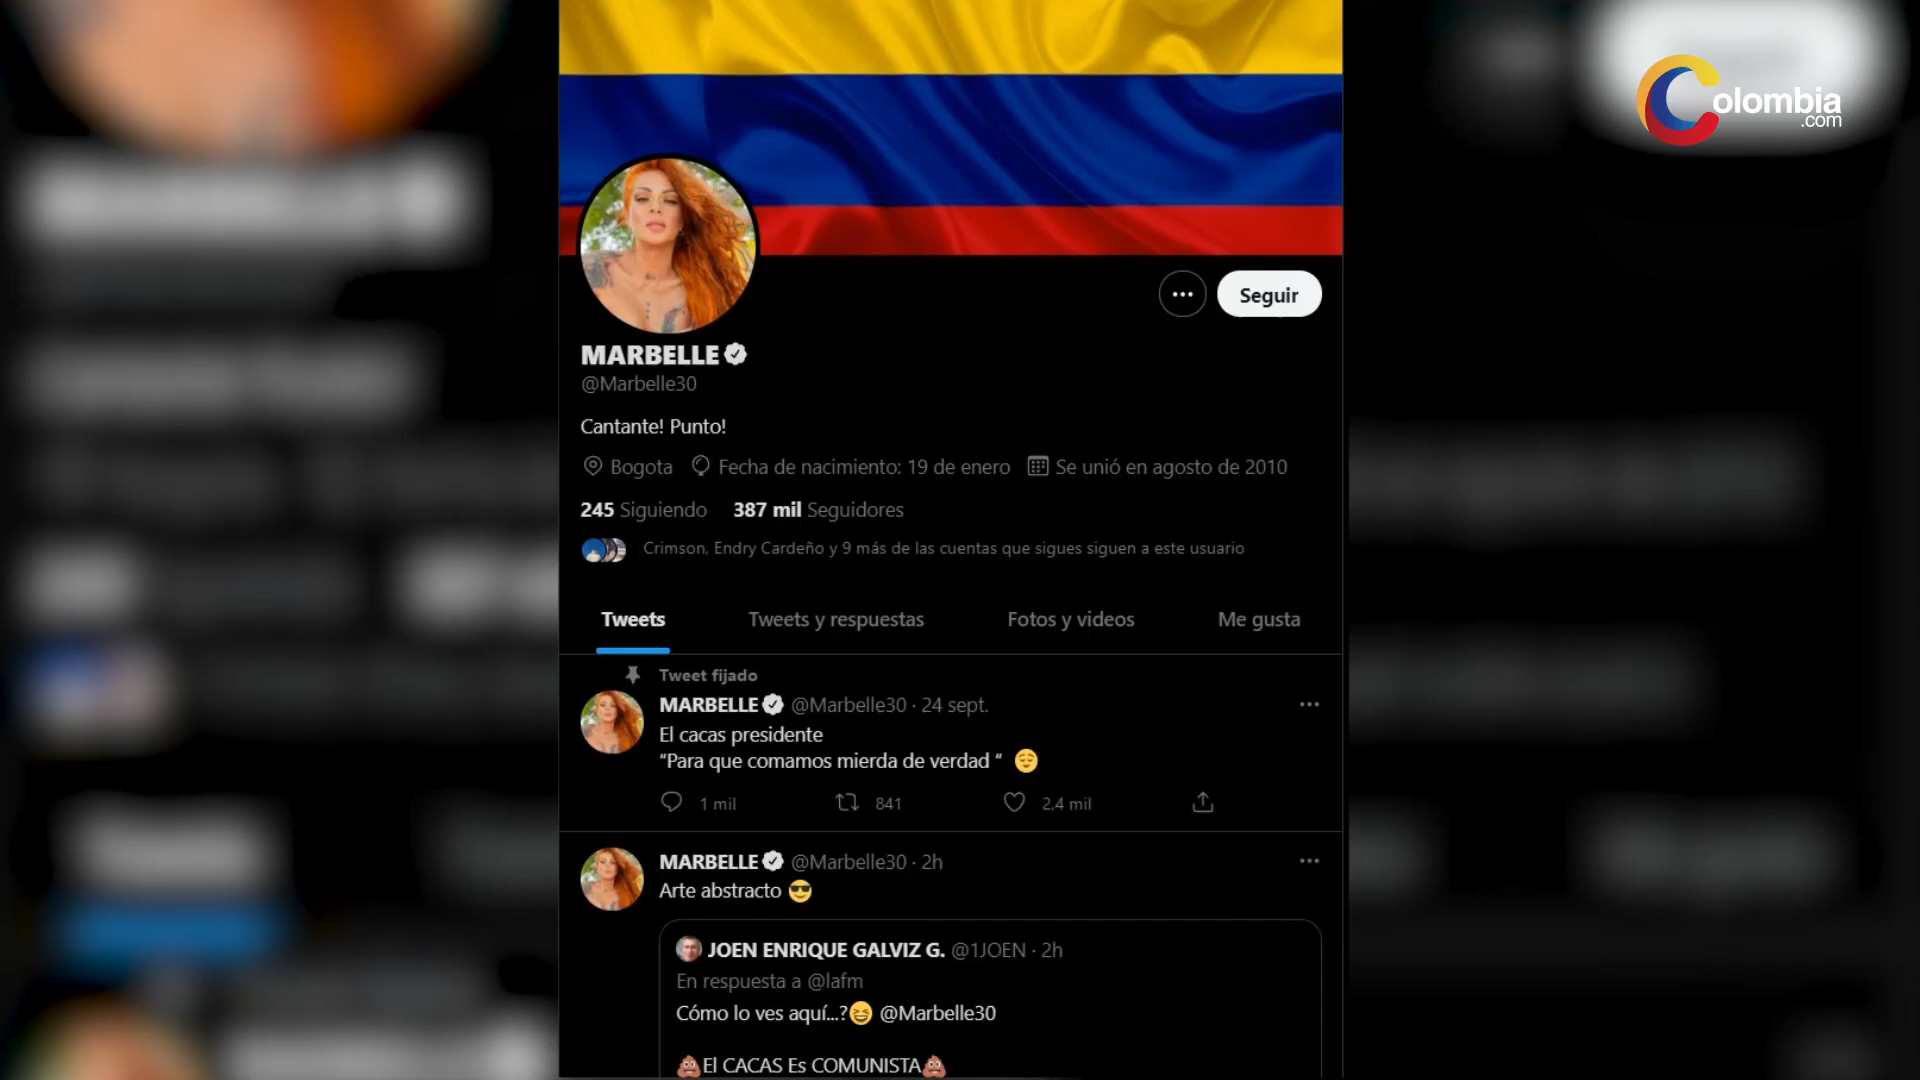 Colombia
.com
Seguir
MARBELLE
@Marbelle30
Cantante! Punto!
Bogota Fecha de nacimiento: 19 de enero Se unió en agosto de 2010
245 Siguiendo 387 mil Seguidores
Crimson, Endry Cardeño y 9 más de las cuentas que sigues siguen a este usuario
Tweets Tweets y respuestas Fotos y videos Me gusta
Tweet fijado
MARBELLE @Marbelle30 · 24 sept.
El cacas presidente
“Para que comamos mierda de verdad “ 😌
1 mil 841 2,4 mil
MARBELLE @Marbelle30 · 2h
Arte abstracto 😎
JOEN ENRIQUE GALVIZ G. @1JOEN · 2h
En respuesta a @lafm
Cómo lo ves aquí...?😆 @Marbelle30
💩El CACAS Es COMUNISTA💩